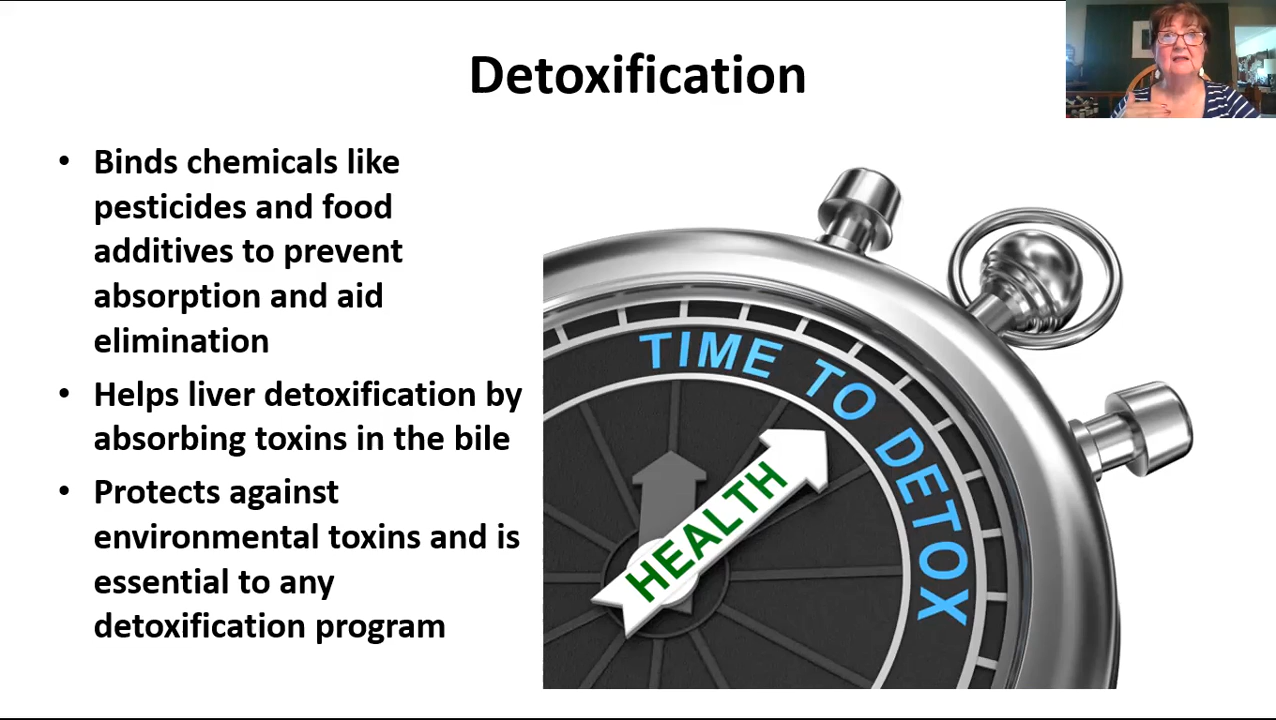 Detoxification
• Binds chemicals like
pesticides and food
additives to prevent
absorption and aid
elimination
• Helps liver detoxification by
absorbing toxins in the bile
• Protects against
environmental toxins and is
essential to any
detoxification program
TIME TO DETOX
HEALTH